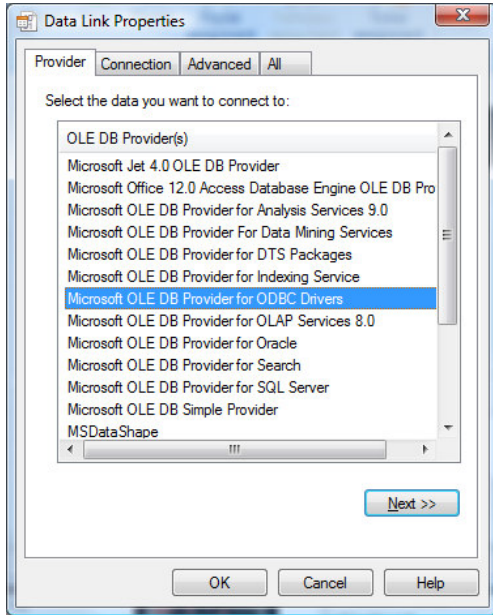 Data Link Properties
Provider Connection Advanced All
Select the data you want to connect to:
OLE DB Provider(s)
Microsoft Jet 4.0 OLE DB Provider
Microsoft Office 12.0 Access Database Engine OLE DB Pro
Microsoft OLE DB Provider for Analysis Services 9.0
Microsoft OLE DB Provider For Data Mining Services
Microsoft OLE DB Provider for DTS Packages
Microsoft OLE DB Provider for Indexing Service
Microsoft OLE DB Provider for ODBC Drivers
Microsoft OLE DB Provider for OLAP Services 8.0
Microsoft OLE DB Provider for Oracle
Microsoft OLE DB Provider for Search
Microsoft OLE DB Provider for SQL Server
Microsoft OLE DB Simple Provider
MSDataShape
Next >>
OK Cancel Help